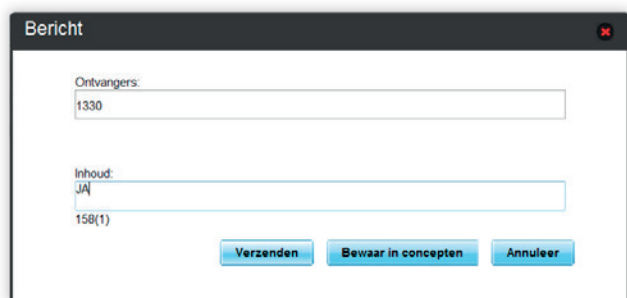 Bericht
Ontvangers:
1330
Inhoud:
JA
158(1)
Verzenden Bewaar in concepten Annuleer